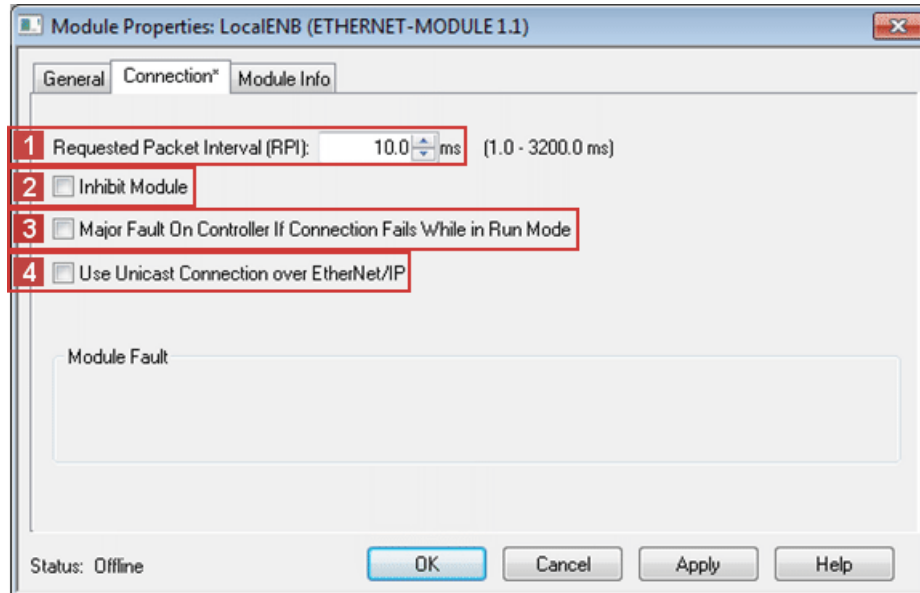 Module Properties: LocalENB (ETHERNET-MODULE 1.1)
General Connection* Module Info
1 Requested Packet Interval (RPI): 10.0 ms (1.0 - 3200.0 ms)
2 Inhibit Module
3 Major Fault On Controller If Connection Fails While in Run Mode
4 Use Unicast Connection over EtherNet/IP
Module Fault
Status: Offline OK Cancel Apply Help